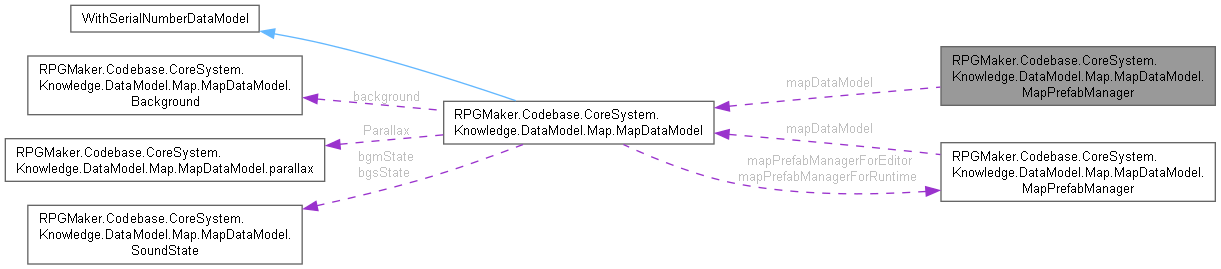 WithSerialNumberDataModel
RPGMaker.Codebase.CoreSystem.
Knowledge.DataModel.Map.MapDataModel.
Background
RPGMaker.Codebase.CoreSystem.
Knowledge.DataModel.Map.MapDataModel.parallax
RPGMaker.Codebase.CoreSystem.
Knowledge.DataModel.Map.MapDataModel.
SoundState
background
Parallax
bgmState
bgsState
RPGMaker.Codebase.CoreSystem.
Knowledge.DataModel.Map.MapDataModel
mapDataModel
mapDataModel
mapPrefabManagerForEditor
mapPrefabManagerForRuntime
RPGMaker.Codebase.CoreSystem.
Knowledge.DataModel.Map.MapDataModel.
MapPrefabManager
RPGMaker.Codebase.CoreSystem.
Knowledge.DataModel.Map.MapDataModel.
MapPrefabManager